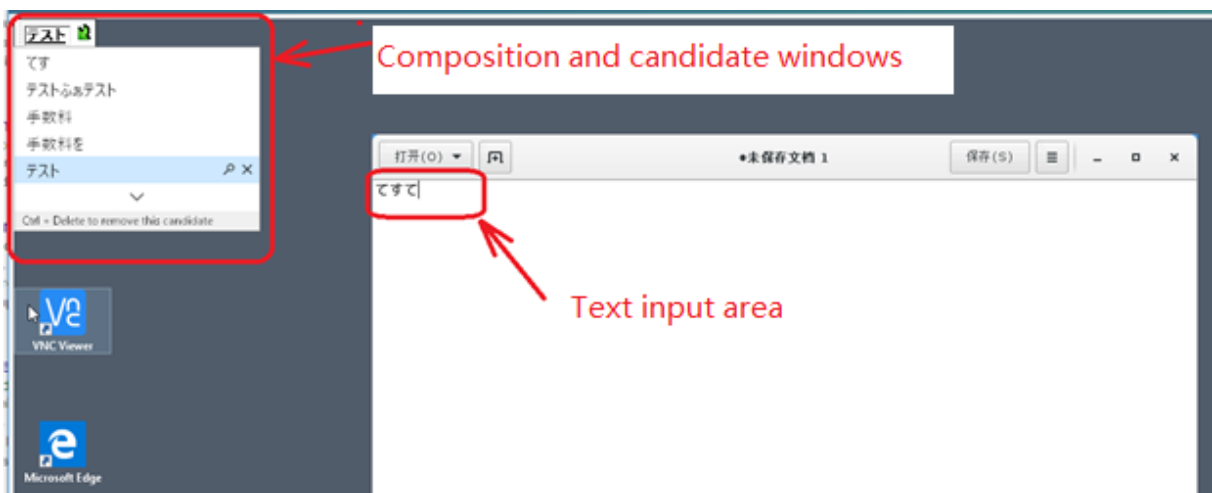 テスト
てす
テストふぁテスト
手数料
手数料を
テスト
Ctrl + Delete to remove this candidate
Composition and candidate windows
打开(O)
•未保存文档 1
保存(S)
てすて
Text input area
VNC Viewer
Microsoft Edge